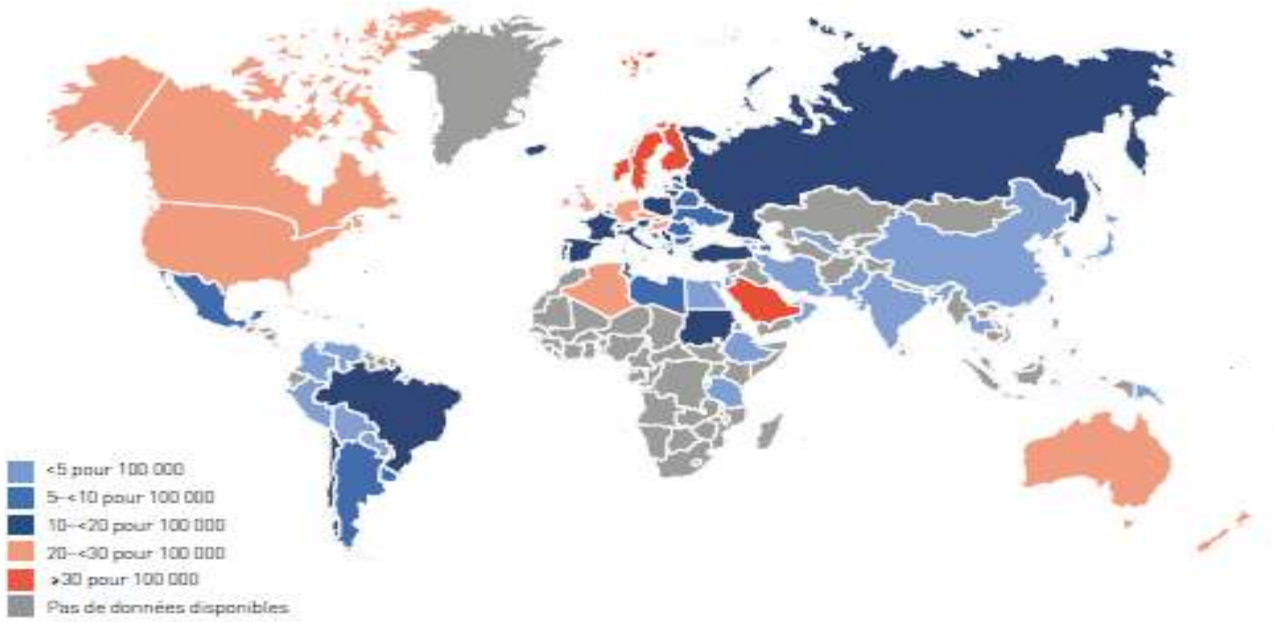 <5 pour 100 000
5-<10 pour 100 000
10-<20 pour 100 000
20-<30 pour 100 000
⩾30 pour 100 000
Pas de données disponibles